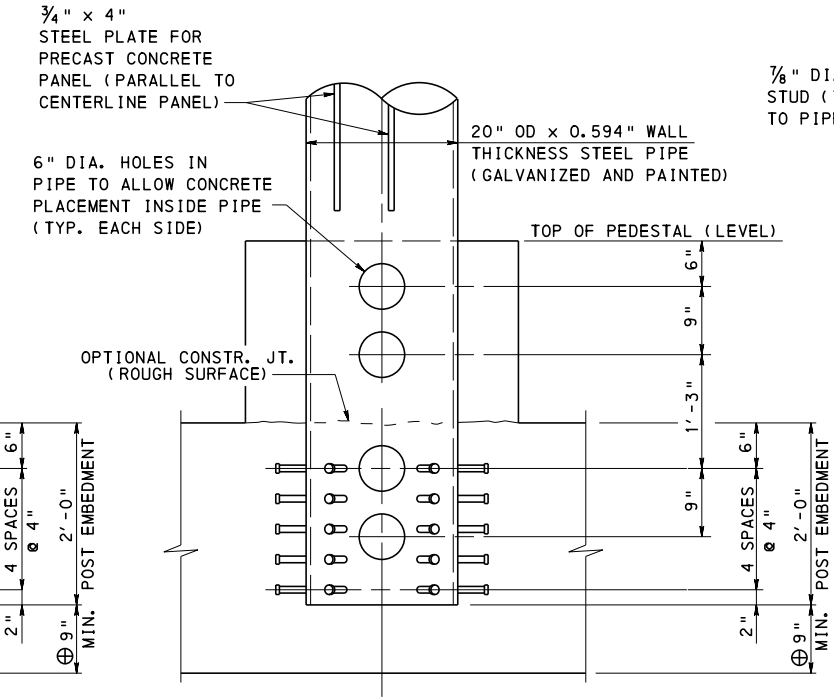 ¾" x 4"
STEEL PLATE FOR
PRECAST CONCRETE
PANEL (PARALLEL TO
CENTERLINE PANEL)
⅞" DI
STUD (
TO PIP
20" OD x 0.594" WALL
THICKNESS STEEL PIPE
(GALVANIZED AND PAINTED)
6" DIA. HOLES IN
PIPE TO ALLOW CONCRETE
PLACEMENT INSIDE PIPE
(TYP. EACH SIDE)
TOP OF PEDESTAL (LEVEL)
6"
9"
1'-3"
9"
OPTIONAL CONSTR. JT.
(ROUGH SURFACE)
6"
4 SPACES
@ 4"
2"
2'-0"
MIN. POST EMBEDMENT
⊕ 9"
6"
4 SPACES
@ 4"
2"
2'-0"
MIN. POST EMBEDMENT
⊕ 9"